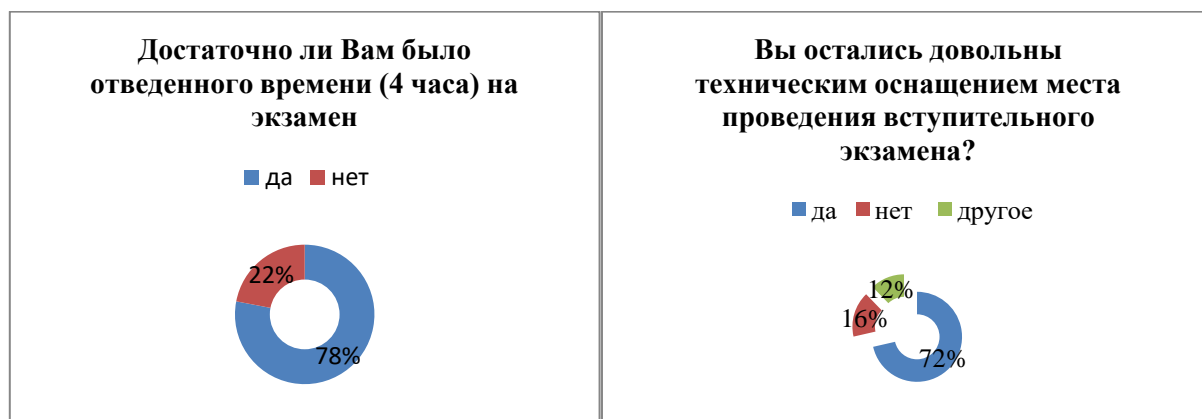 Достаточно ли Вам было
отведенного времени (4 часа) на
экзамен
да нет
22%
78%
Вы остались довольны
техническим оснащением места
проведения вступительного
экзамена?
да нет другое
12%
16%
72%